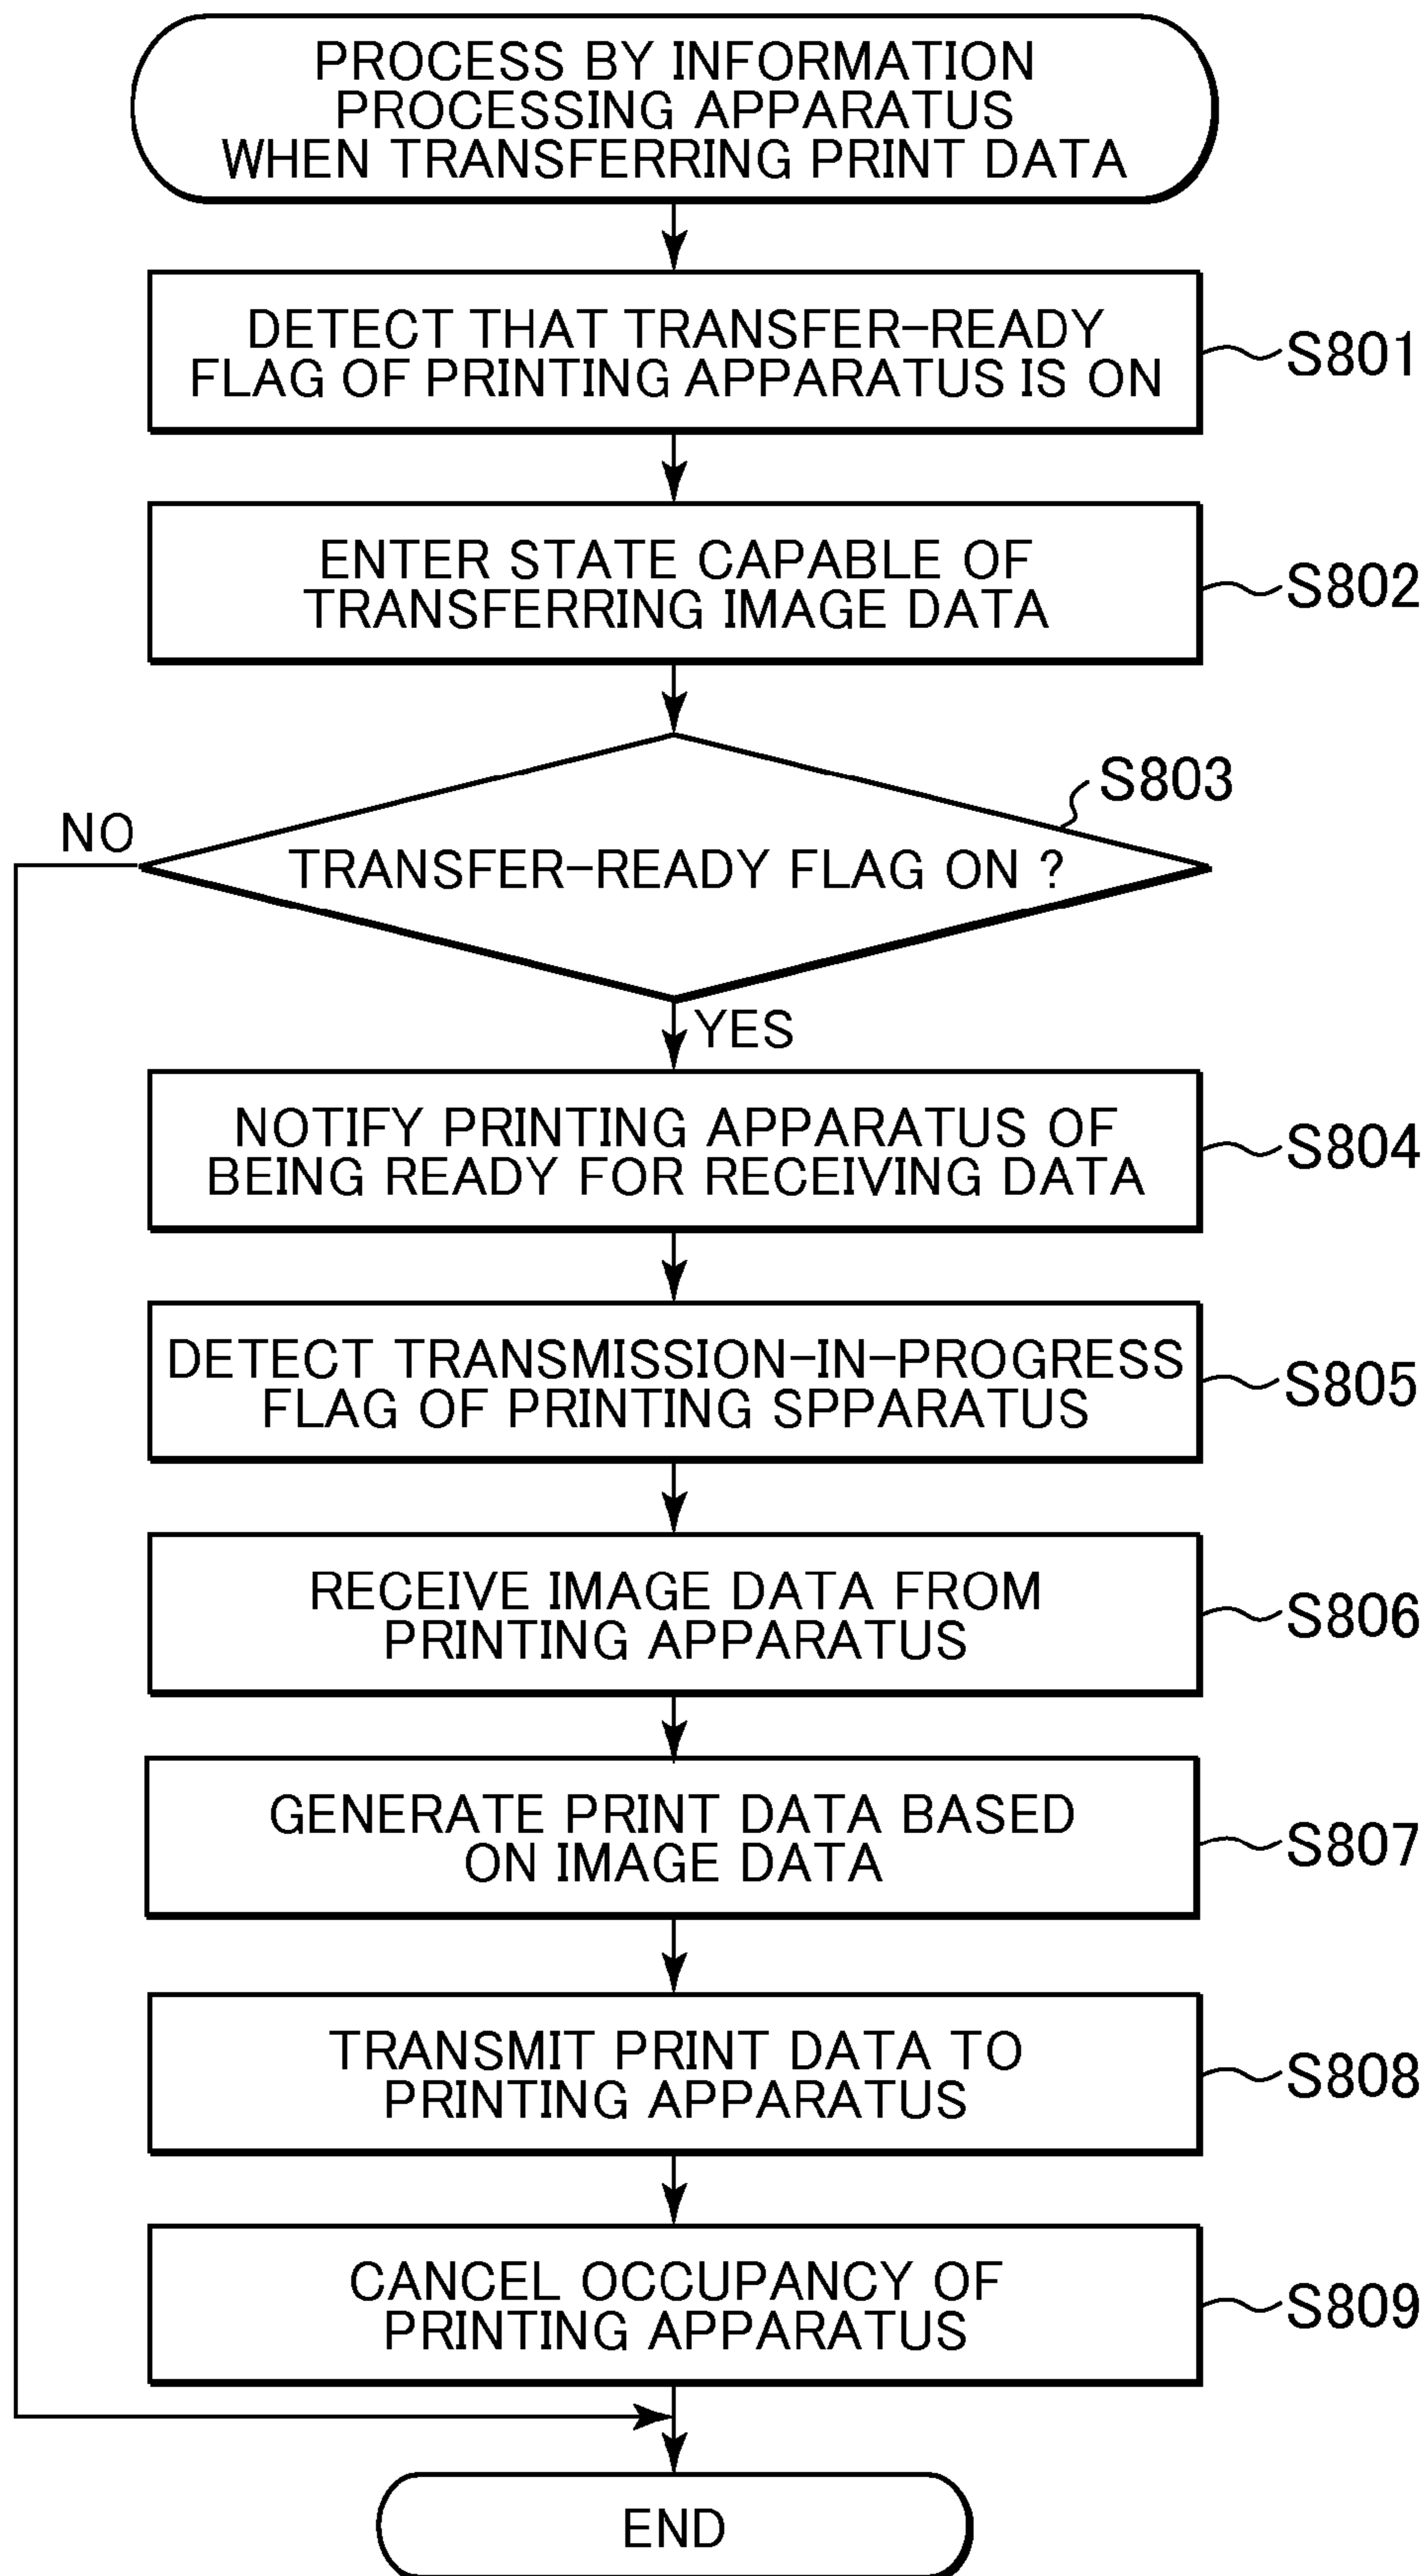 PROCESS BY INFORMATION
PROCESSING APPARATUS
WHEN TRANSFERRING PRINT DATA
DETECT THAT TRANSFER-READY
FLAG OF PRINTING APPARATUS IS ON
S801
ENTER STATE CAPABLE OF
TRANSFERRING IMAGE DATA
S802
S803
NO
TRANSFER-READY FLAG ON ?
YES
NOTIFY PRINTING APPARATUS OF
BEING READY FOR RECEIVING DATA
S804
DETECT TRANSMISSION-IN-PROGRESS
FLAG OF PRINTING SPPARATUS
S805
RECEIVE IMAGE DATA FROM
PRINTING APPARATUS
S806
GENERATE PRINT DATA BASED
ON IMAGE DATA
S807
TRANSMIT PRINT DATA TO
PRINTING APPARATUS
S808
CANCEL OCCUPANCY OF
PRINTING APPARATUS
S809
END